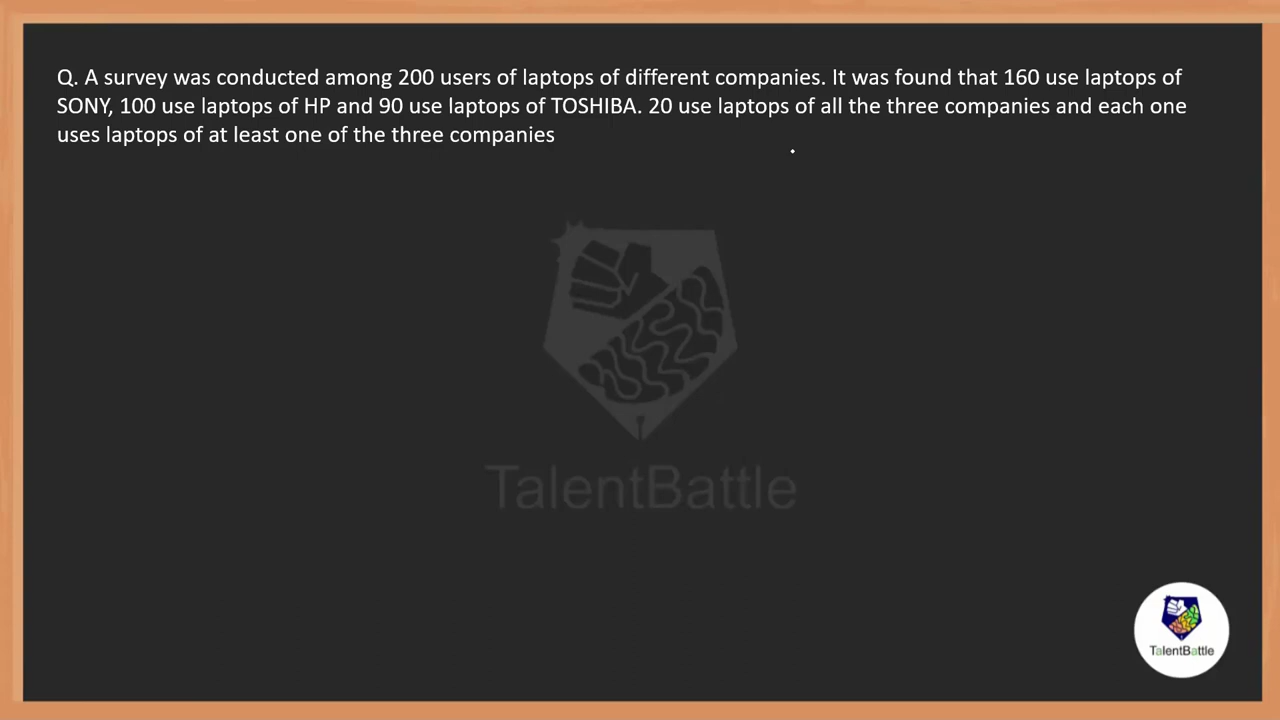 Q. A survey was conducted among 200 users of laptops of different companies. It was found that 160 use laptops of
SONY, 100 use laptops of HP and 90 use laptops of TOSHIBA. 20 use laptops of all the three companies and each one
uses laptops of at least one of the three companies
TalentBattle
TalentBattle